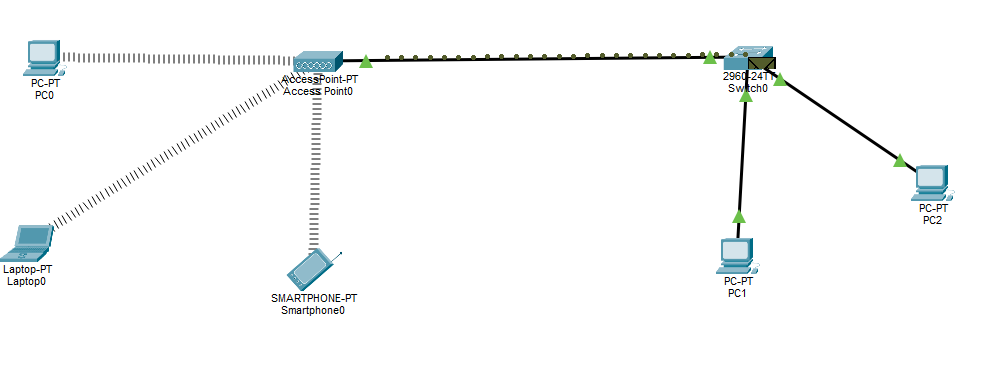 PC-PT
PC0
AccessPoint-PT
Access Point0
2960-24TT
Switch0
PC-PT
PC2
Laptop-PT
Laptop0
SMARTPHONE-PT
Smartphone0
PC-PT
PC1